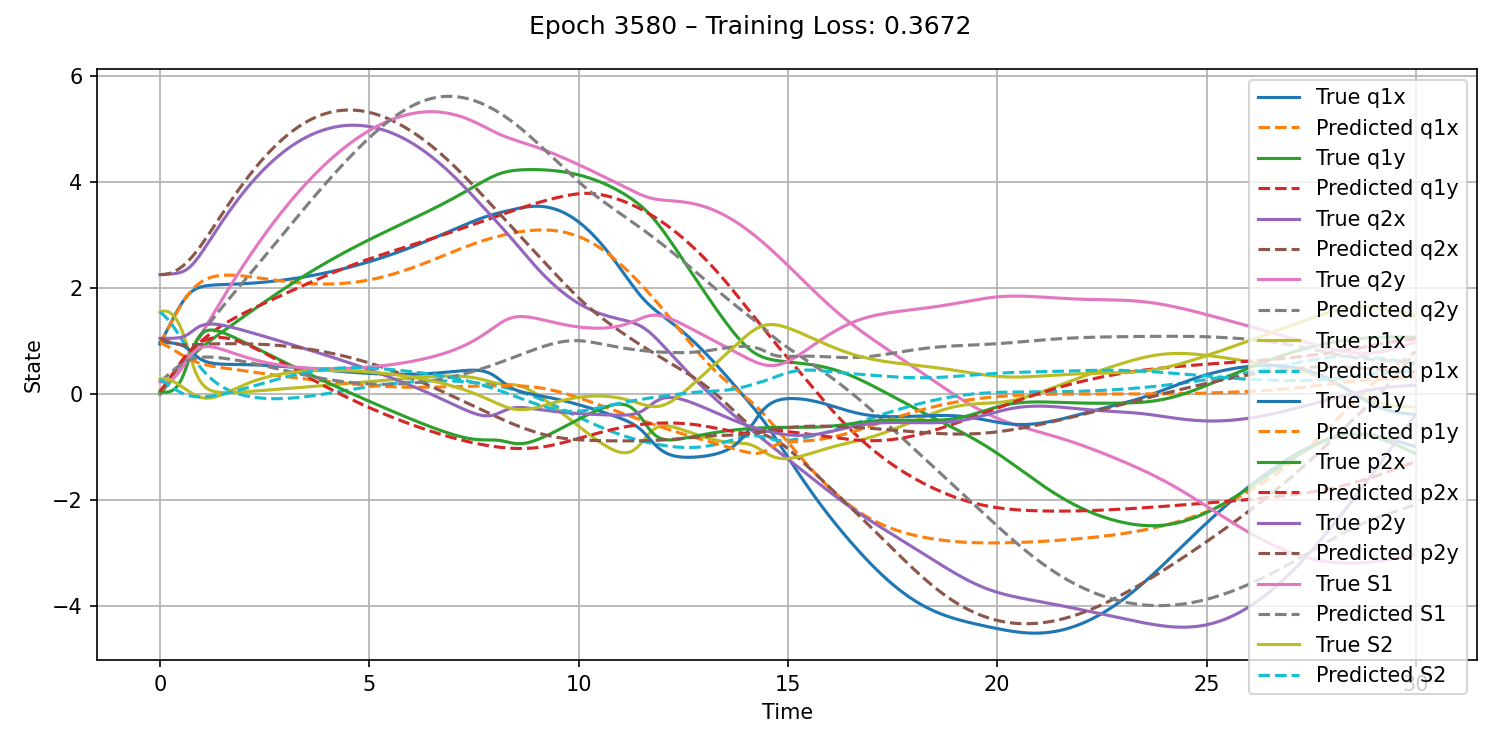 Epoch 3580 – Training Loss: 0.3672
6
4
2
0
−2
−4
State
0
5
10
15
20
25
30
Time
True q1x
Predicted q1x
True q1y
Predicted q1y
True q2x
Predicted q2x
True q2y
Predicted q2y
True p1x
Predicted p1x
True p1y
Predicted p1y
True p2x
Predicted p2x
True p2y
Predicted p2y
True S1
Predicted S1
True S2
Predicted S2